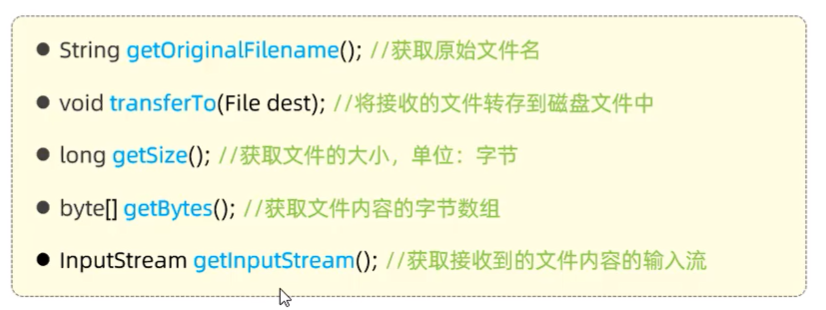 ● String getOriginalFilename(); //获取原始文件名
● void transferTo(File dest); //将接收的文件转存到磁盘文件中
● long getSize(); //获取文件的大小，单位：字节
● byte[] getBytes(); //获取文件内容的字节数组
● InputStream getInputStream(); //获取接收到的文件内容的输入流